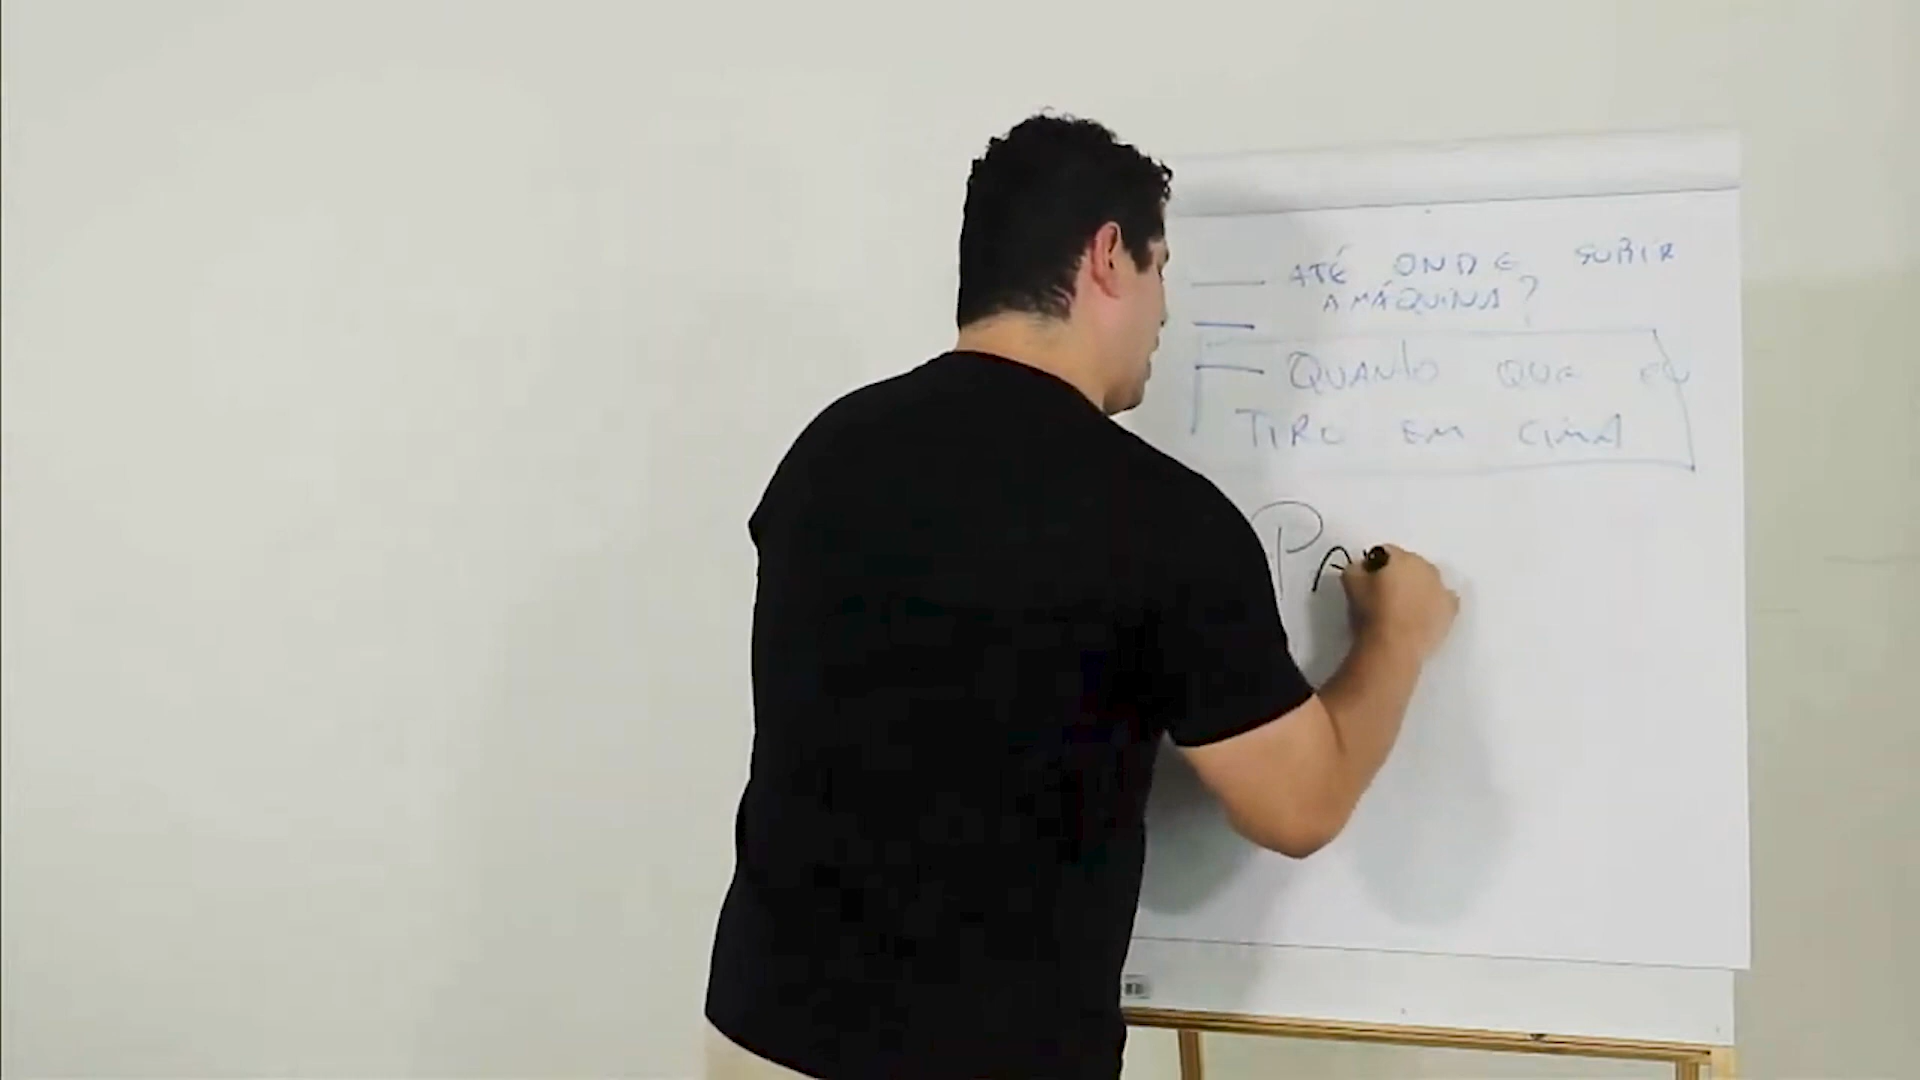 ATÉ ONDE SUBIR
A MÁQUINA?
QUANTO QUE EU
TIRO EM CIMA
PA